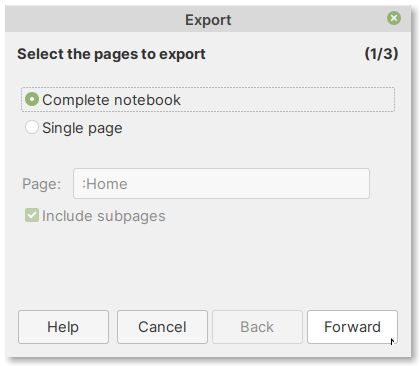 Export
Select the pages to export (1/3)
Complete notebook
Single page
Page: :Home
Include subpages
Help Cancel Back Forward